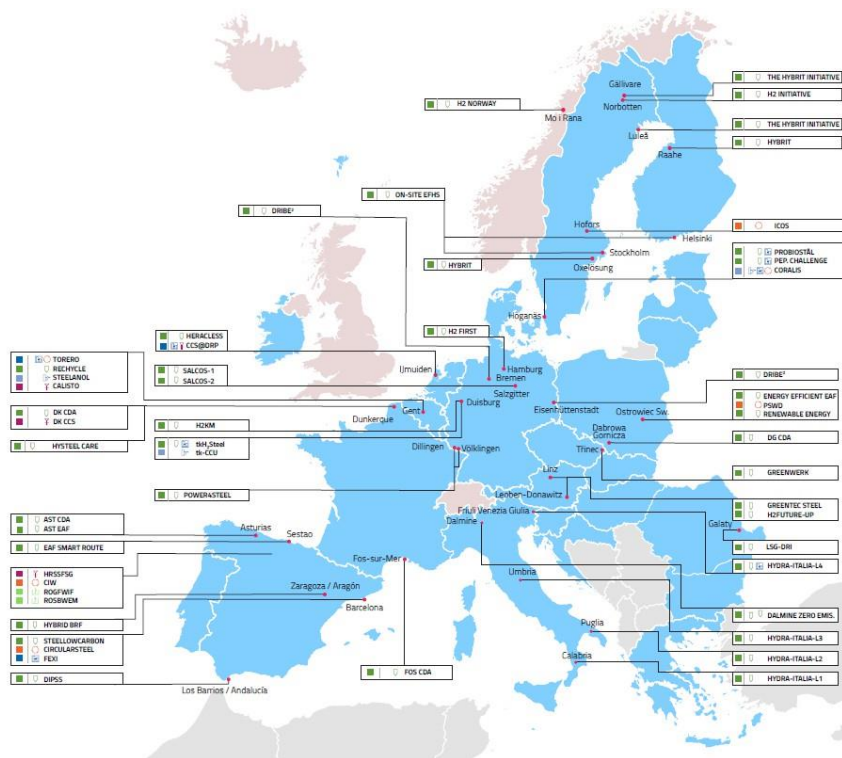 THE HYBRIT INITIATIVE
Gällivare
H2 INITIATIVE
Norbotten
H2 NORWAY
Mo i Rana
THE HYBRIT INITIATIVE
Luleå
HYBRIT
Raahe
ON-SITE EFHS
DRIBE²
Hofors
ICOS
Helsinki
Stockholm
HYBRIT
Oxelösung
PROBIOSTÅL
PEP. CHALLENGE
CORALIS
Höganäs
HERACLESS
CCS@DRP
H2 FIRST
TORERO
RECHYCLE
STEELANOL
CAUSTO
IJmuiden
Hamburg
Bremen
SALCOS-1
SALCOS-2
Salzgitter
DRIBE²
Eisenhüttenstadt
Ostrowiec Sw.
ENERGY EFFICIENT EAF
PSWD
RENEWABLE ENERGY
DK CDA
DK CCS
Dunkerque
Gent
Duisburg
H2KM
HYSTEEL CARE
tkH₂Steel
tk-CCU
Dillingen
Völklingen
Dabrowa
Gornicza
DG CDA
Trinec
GREENWERK
POWER4STEEL
Linz
Leoben-Donawitz
GREENTEC STEEL
H2FUTURE-UP
AST CDA
AST EAF
Asturias
Sestao
EAF SMART ROUTE
Friuli Venezia Giulia
Dalmine
Galaty
LSG-DRI
Fos-sur-Mer
HYDRA-ITALIA-L4
HRSSFSG
CIW
ROGFWIF
ROSBWEM
Umbria
Zaragoza / Aragón
Barcelona
HYBRID BRF
DALMINE ZERO EMIS.
STEELLOWCARBON
CIRCULARSTEEL
FEXI
Puglia
HYDRA-ITALIA-L3
HYDRA-ITALIA-L2
Calabria
FOS CDA
DIPSS
HYDRA-ITALIA-L1
Los Barrios / Andalucía